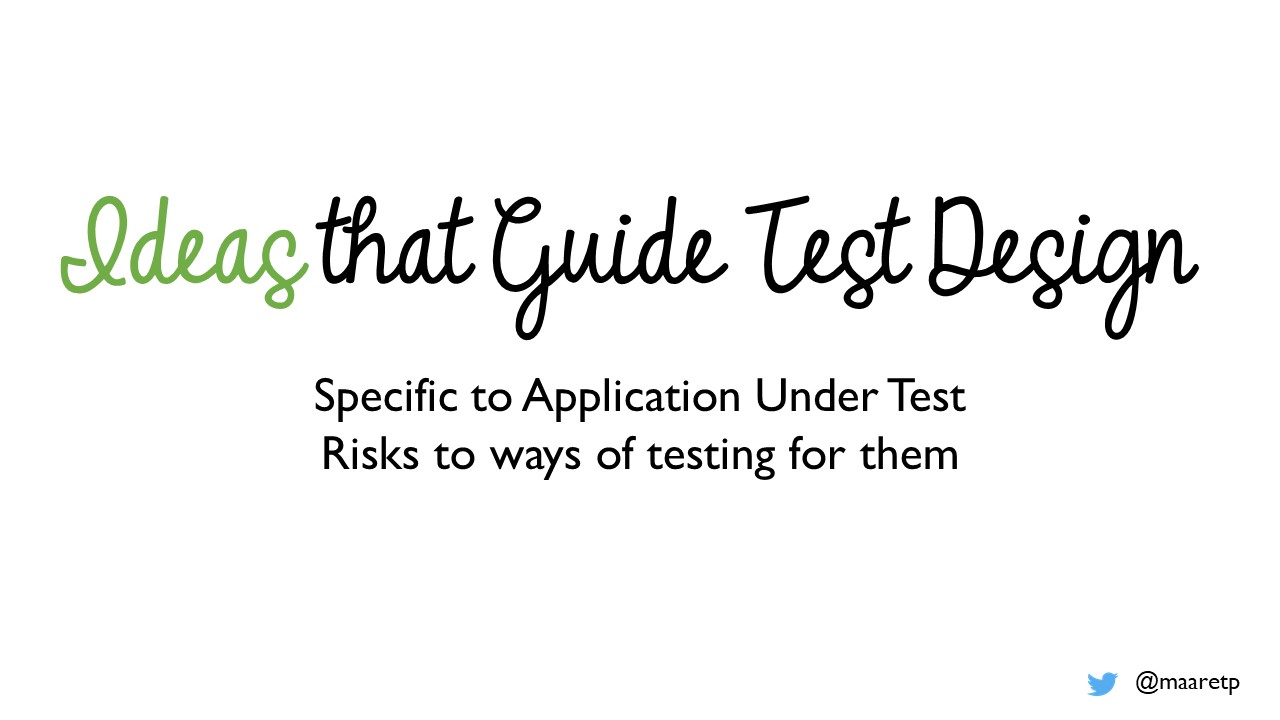 Ideas that Guide Test Design
Specific to Application Under Test
Risks to ways of testing for them
@maaretp